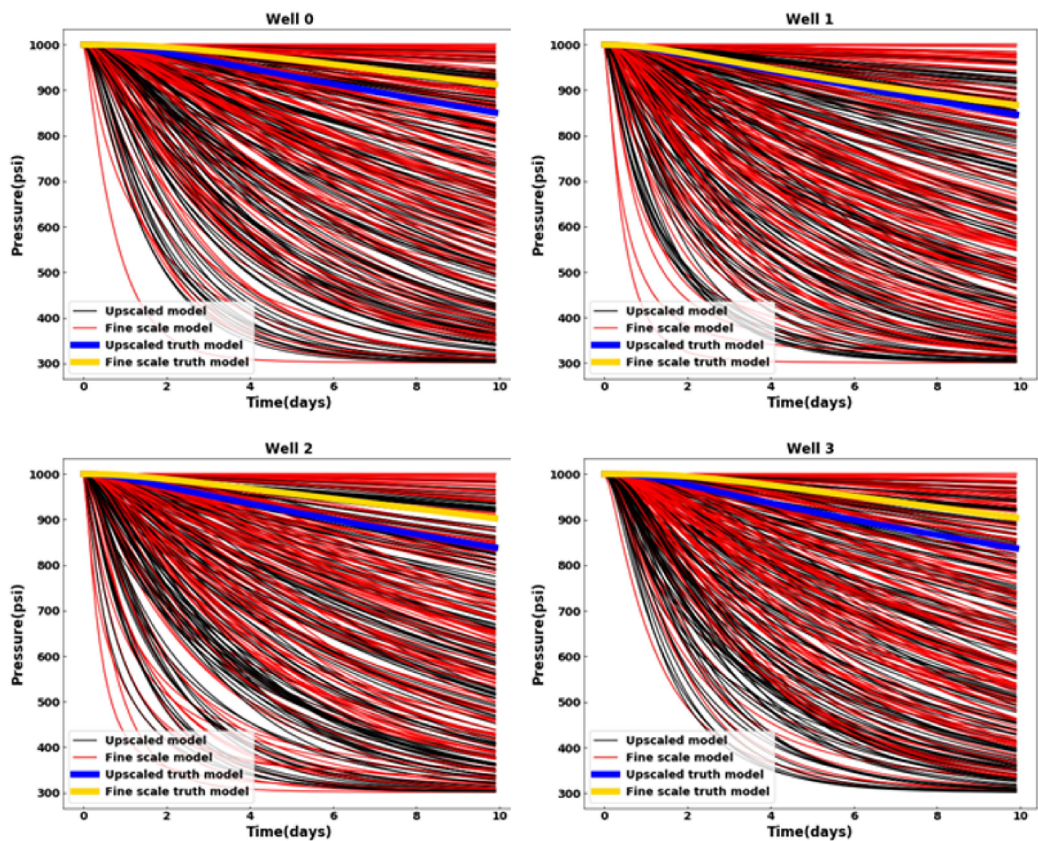 Well 0
1000
900
800
700
600
500
400
300
Pressure(psi)
Upscaled model
Fine scale model
Upscaled truth model
Fine scale truth model
0 2 4 6 8 10
Time(days)
Well 1
1000
900
800
700
600
500
400
300
Pressure(psi)
Upscaled model
Fine scale model
Upscaled truth model
Fine scale truth model
0 2 4 6 8 10
Time(days)
Well 2
1000
900
800
700
600
500
400
300
Pressure(psi)
Upscaled model
Fine scale model
Upscaled truth model
Fine scale truth model
0 2 4 6 8 10
Time(days)
Well 3
1000
900
800
700
600
500
400
300
Pressure(psi)
Upscaled model
Fine scale model
Upscaled truth model
Fine scale truth model
0 2 4 6 8 10
Time(days)